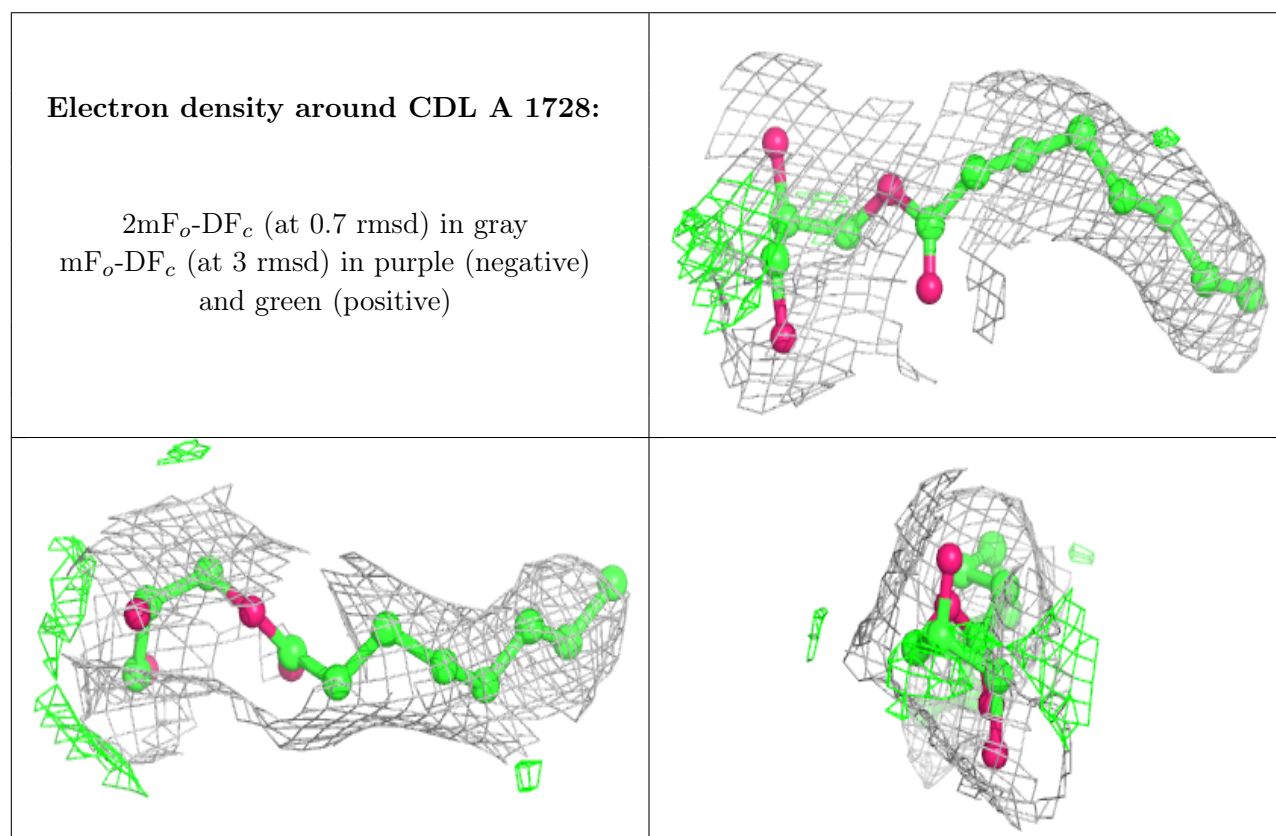 Electron density around CDL A 1728:
2mFₒ-DF𝒸 (at 0.7 rmsd) in gray
mFₒ-DF𝒸 (at 3 rmsd) in purple (negative)
and green (positive)